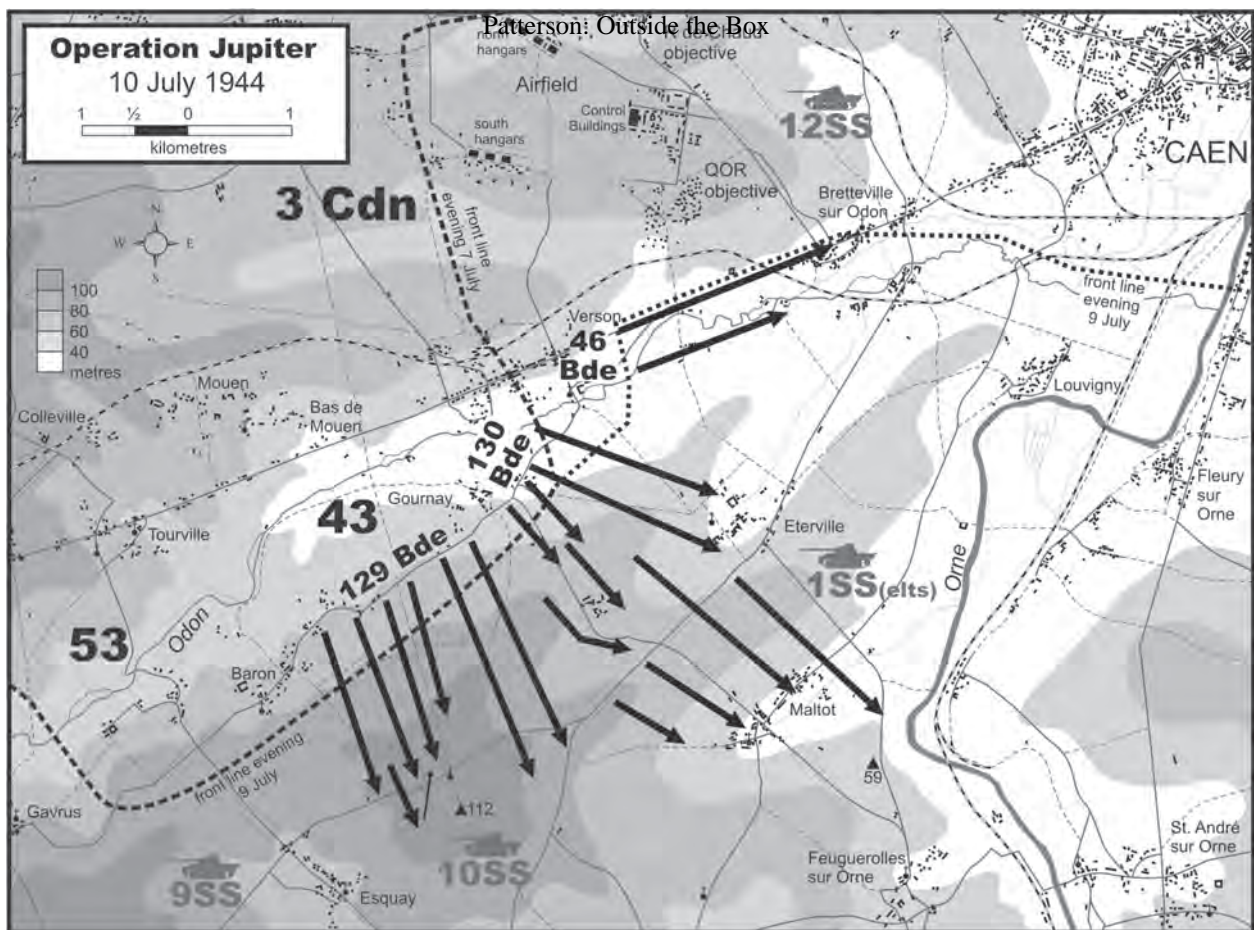 Patterson: Outside the Box
Operation Jupiter
10 July 1944
1 ½ 0 1
kilometres
north
hangars
R de Chaud
objective
Airfield
Control
Buildings
south
hangars
12SS
CAEN
QOR
objective
3 Cdn
Bretteville
sur Odon
front line
evening 7 July
N
W E
S
100
80
60
40
metres
front line
evening
9 July
Verson
46
Bde
Mouen
Louvigny
Colleville
Bas de
Mouen
130
Bde
Gournay
43
Fleury
sur
Orne
Tourville
Eterville
129 Bde
1SS(elts)
Orne
53
Odon
Baron
Maltot
front line evening
9 July
59
Gavrus
112
St. André
sur Orne
10SS
Feuguerolles
sur Orne
9SS
Esquay